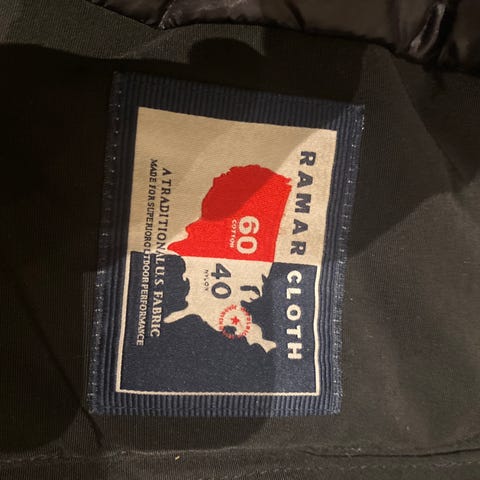 RAMAR CLOTH
60
COTTON
40
NYLON
A TRADITIONAL U.S. FABRIC
MADE FOR SUPERIOR OUTDOOR PERFORMANCE